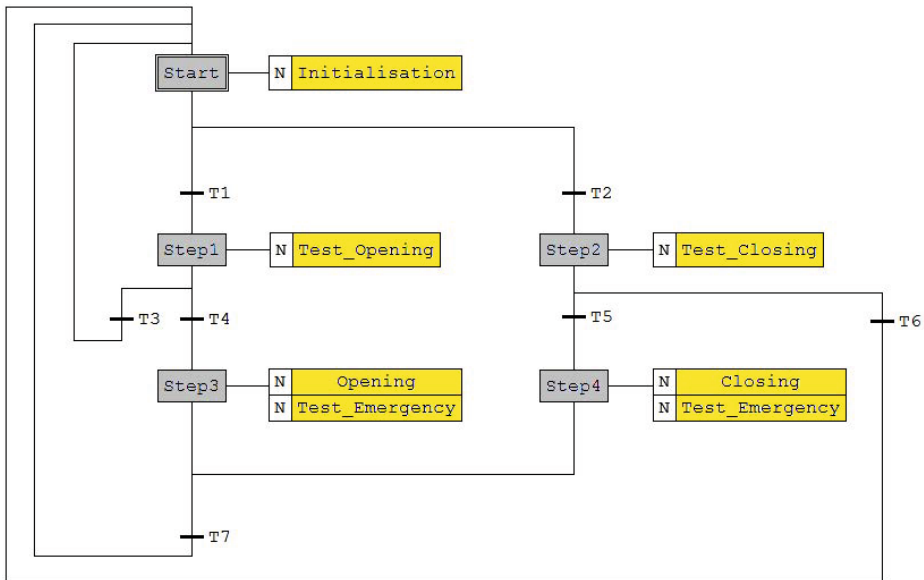 Start N Initialisation
T1 T2
Step1 N Test_Opening Step2 N Test_Closing
T3 T4 T5 T6
Step3 N Opening Step4 N Closing
N Test_Emergency N Test_Emergency
T7